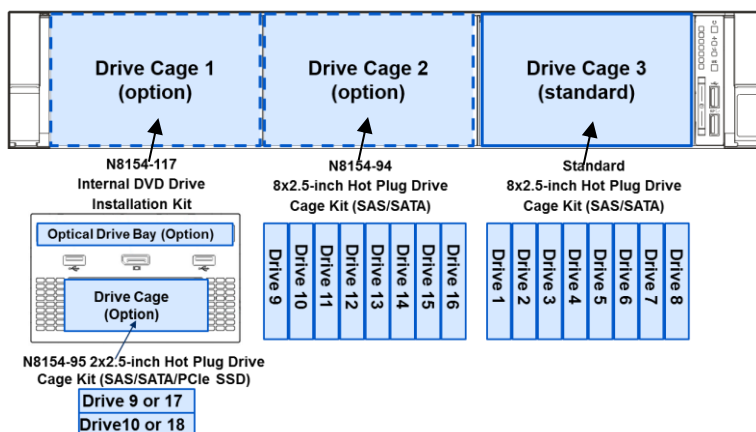 Drive Cage 1
(option)
Drive Cage 2
(option)
Drive Cage 3
(standard)
N8154-117
Internal DVD Drive
Installation Kit
N8154-94
8x2.5-inch Hot Plug Drive
Cage Kit (SAS/SATA)
Standard
8x2.5-inch Hot Plug Drive
Cage Kit (SAS/SATA)
Optical Drive Bay (Option)
Drive Cage
(Option)
N8154-95 2x2.5-inch Hot Plug Drive
Cage Kit (SAS/SATA/PCIe SSD)
Drive 9 or 17
Drive10 or 18
Drive 9
Drive 10
Drive 11
Drive 12
Drive 13
Drive 14
Drive 15
Drive 16
Drive 1
Drive 2
Drive 3
Drive 4
Drive 5
Drive 6
Drive 7
Drive 8